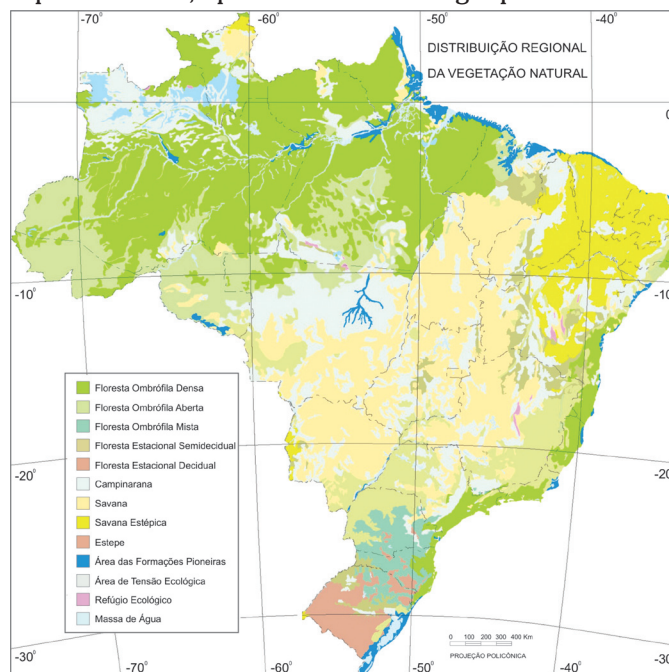 -70°
-60°
-50°
-40°
DISTRIBUIÇÃO REGIONAL
DA VEGETAÇÃO NATURAL
0
-10°
-10°
-20°
-20°
-30°
-30°
-70°
-60°
-50°
-40°
Floresta Ombrófila Densa
Floresta Ombrófila Aberta
Floresta Ombrófila Mista
Floresta Estacional Semidecidual
Floresta Estacional Decidual
Campinarana
Savana
Savana Estépica
Estepe
Área das Formações Pioneiras
Área de Tensão Ecológica
Refúgio Ecológico
Massa de Água
0 100 200 300 400 Km
PROJEÇÃO POLICÔNICA